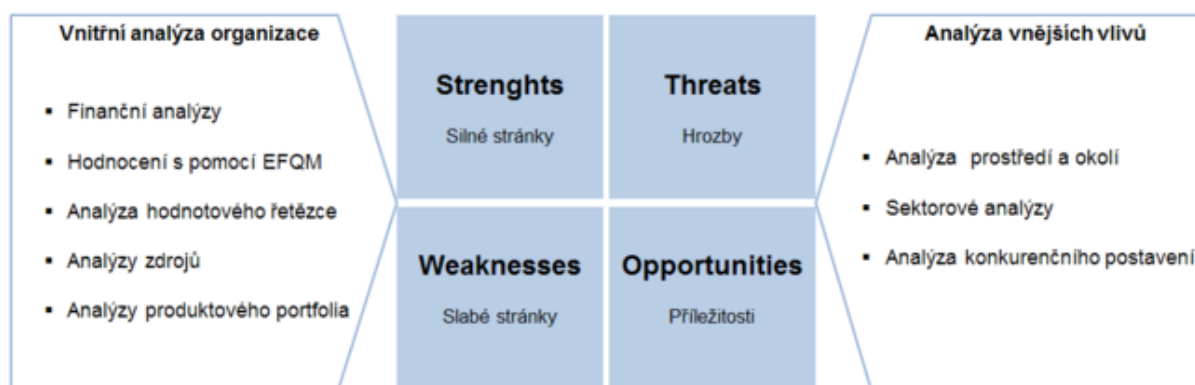 Vnitřní analýza organizace
▪ Finanční analýzy
▪ Hodnocení s pomocí EFQM
▪ Analýza hodnotového řetězce
▪ Analýzy zdrojů
▪ Analýzy produktového portfolia
Strenghts
Silné stránky
Threats
Hrozby
Weaknesses
Slabé stránky
Opportunities
Příležitosti
Analýza vnějších vlivů
▪ Analýza prostředí a okolí
▪ Sektorové analýzy
▪ Analýza konkurenčního postavení